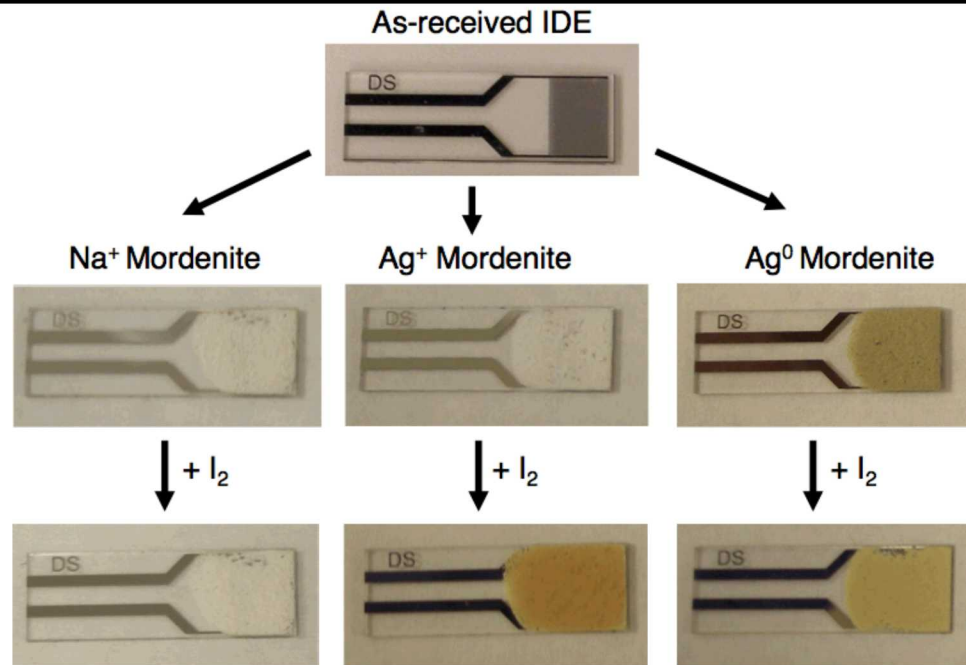 As-received IDE
DS
Na⁺ Mordenite
Ag⁺ Mordenite
Ag⁰ Mordenite
DS
DS
DS
+ I₂
+ I₂
+ I₂
DS
DS
DS